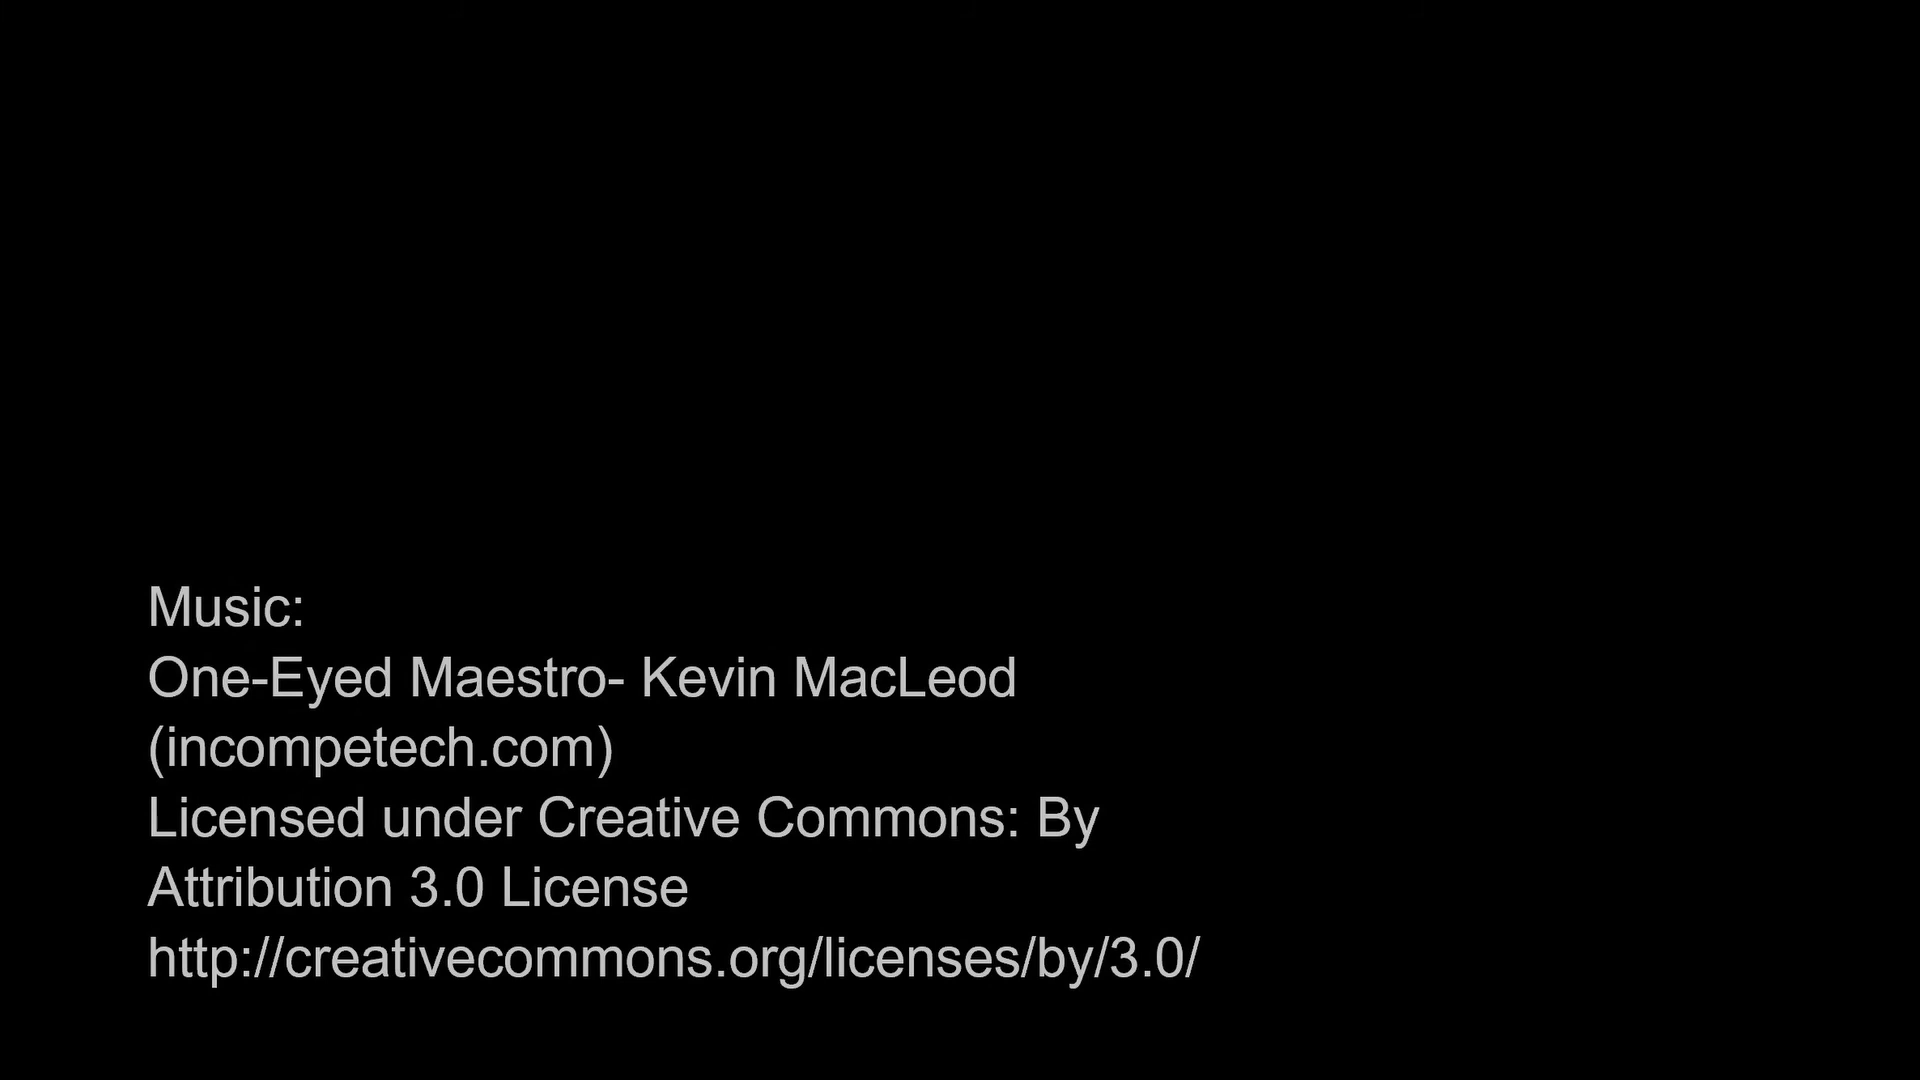 Music:
One-Eyed Maestro- Kevin MacLeod
(incompetech.com)
Licensed under Creative Commons: By
Attribution 3.0 License
http://creativecommons.org/licenses/by/3.0/